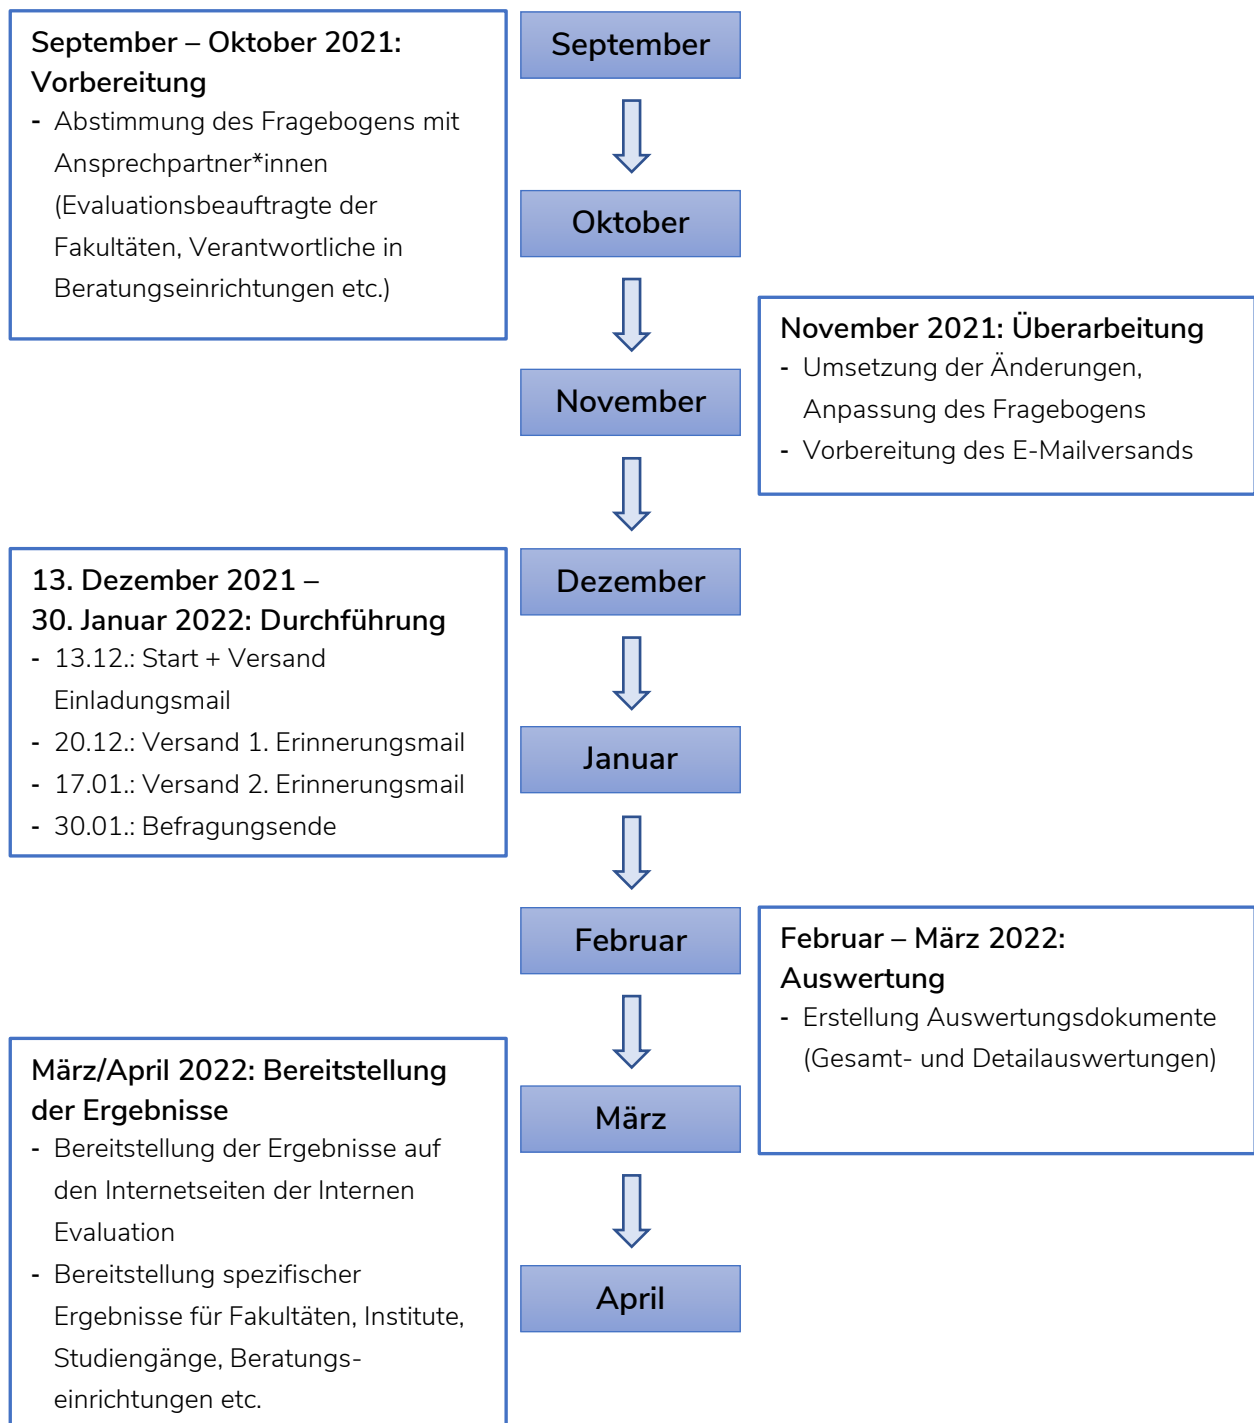 September – Oktober 2021:
Vorbereitung
- Abstimmung des Fragebogens mit
Ansprechpartner*innen
(Evaluationsbeauftragte der
Fakultäten, Verantwortliche in
Beratungseinrichtungen etc.)
September
Oktober
November 2021: Überarbeitung
- Umsetzung der Änderungen,
Anpassung des Fragebogens
- Vorbereitung des E-Mailversands
November
13. Dezember 2021 –
30. Januar 2022: Durchführung
- 13.12.: Start + Versand
Einladungsmail
- 20.12.: Versand 1. Erinnerungsmail
- 17.01.: Versand 2. Erinnerungsmail
- 30.01.: Befragungsende
Dezember
Januar
Februar
Februar – März 2022:
Auswertung
- Erstellung Auswertungsdokumente
(Gesamt- und Detailauswertungen)
März/April 2022: Bereitstellung
der Ergebnisse
- Bereitstellung der Ergebnisse auf
den Internetseiten der Internen
Evaluation
- Bereitstellung spezifischer
Ergebnisse für Fakultäten, Institute,
Studiengänge, Beratungs-
einrichtungen etc.
März
April